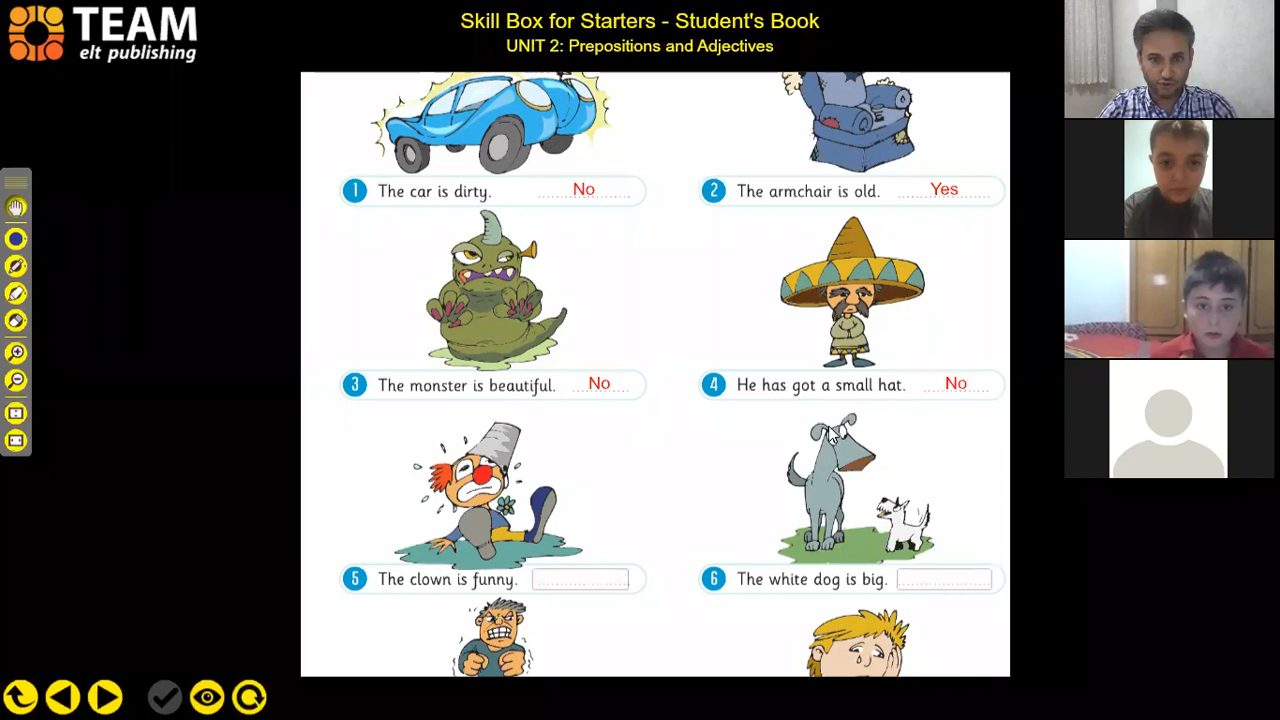 TEAM
elt publishing
Skill Box for Starters - Student's Book
UNIT 2: Prepositions and Adjectives
1 The car is dirty. No
2 The armchair is old. Yes
3 The monster is beautiful. No
4 He has got a small hat. No
5 The clown is funny.
6 The white dog is big.